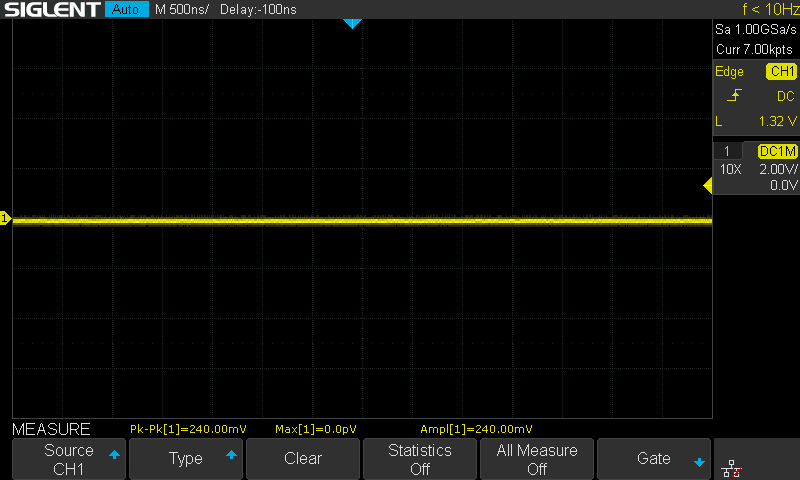 SIGLENT Auto M 500ns/ Delay:-100ns f < 10Hz
Sa 1.00GSa/s
Curr 7.00kpts
Edge CH1
DC
L 1.32 V
1 DC1M
10X 2.00V/
0.0V
1
MEASURE Pk-Pk[1]=240.00mV Max[1]=0.0pV Ampl[1]=240.00mV
Source
CH1
Type
Clear
Statistics
Off
All Measure
Off
Gate